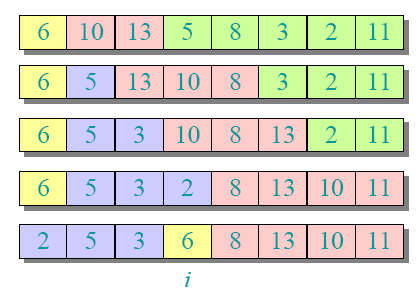 6 10 13 5 8 3 2 11
6 5 13 10 8 3 2 11
6 5 3 10 8 13 2 11
6 5 3 2 8 13 10 11
2 5 3 6 8 13 10 11
i